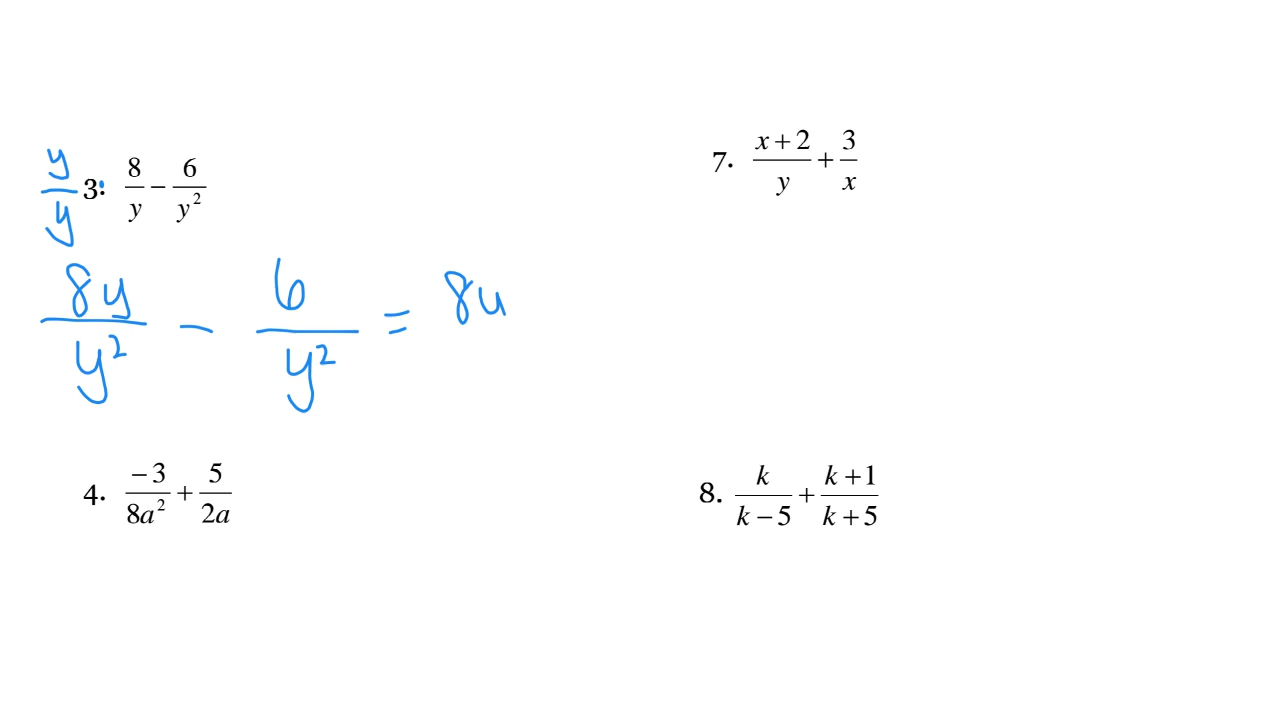 y/y 3. 8/y − 6/y²
8y/y² − 6/y² = 8y
4. −3/8a² + 5/2a
7. x+2/y + 3/x
8. k/k−5 + k+1/k+5